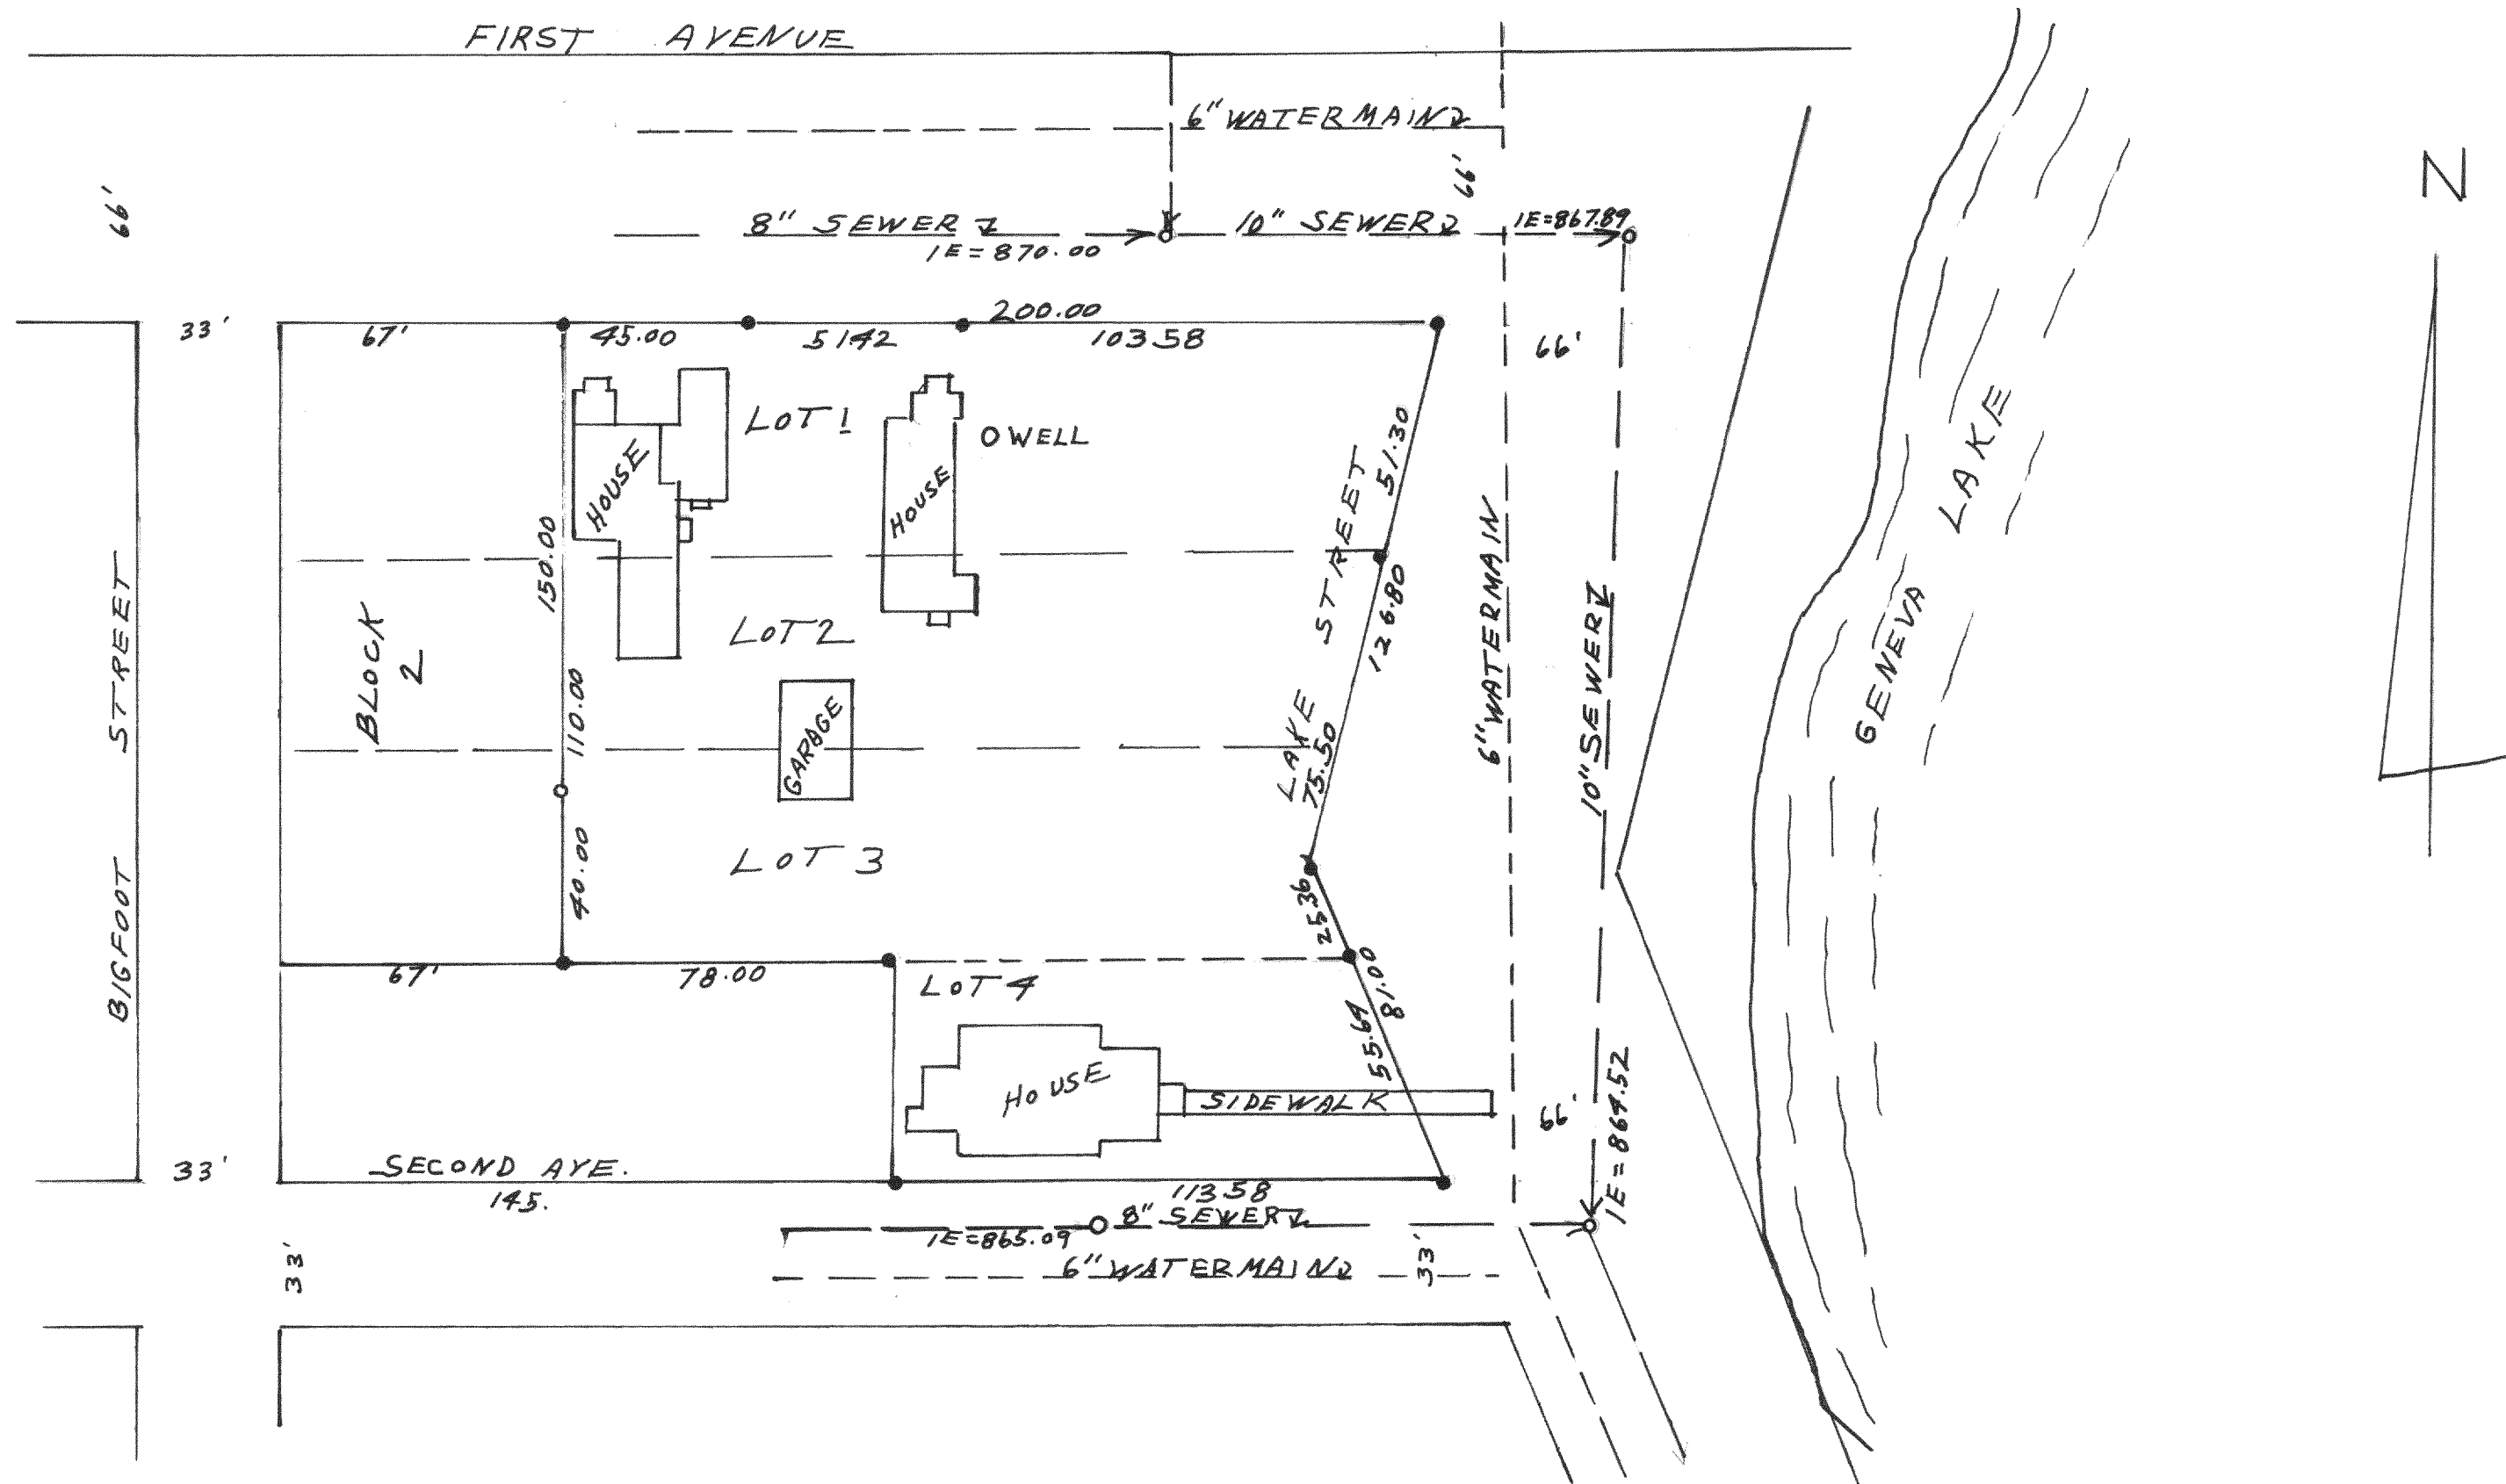 FIRST AVENUE
6" WATERMAIN
66'
66'
8" SEWER
10" SEWER
IE=867.89
IE=870.00
N
33'
67'
45.00
51.42
200.00
103.58
66'
LOT 1
HOUSE
HOUSE
WELL
51.30
LAKE STREET
126.80
75.50
150.00
110.00
40.00
BLOCK
2
LOT 2
GARAGE
LOT 3
6" WATERMAIN
10" SEWER
GENEVA LAKE
BIGFOOT STREET
25.36
67'
78.00
LOT 4
81.00
55.64
HOUSE
SIDEWALK
66'
IE=864.52
33'
SECOND AVE.
145.
113.58
8" SEWER
IE=865.09
6" WATERMAIN
33'
33'